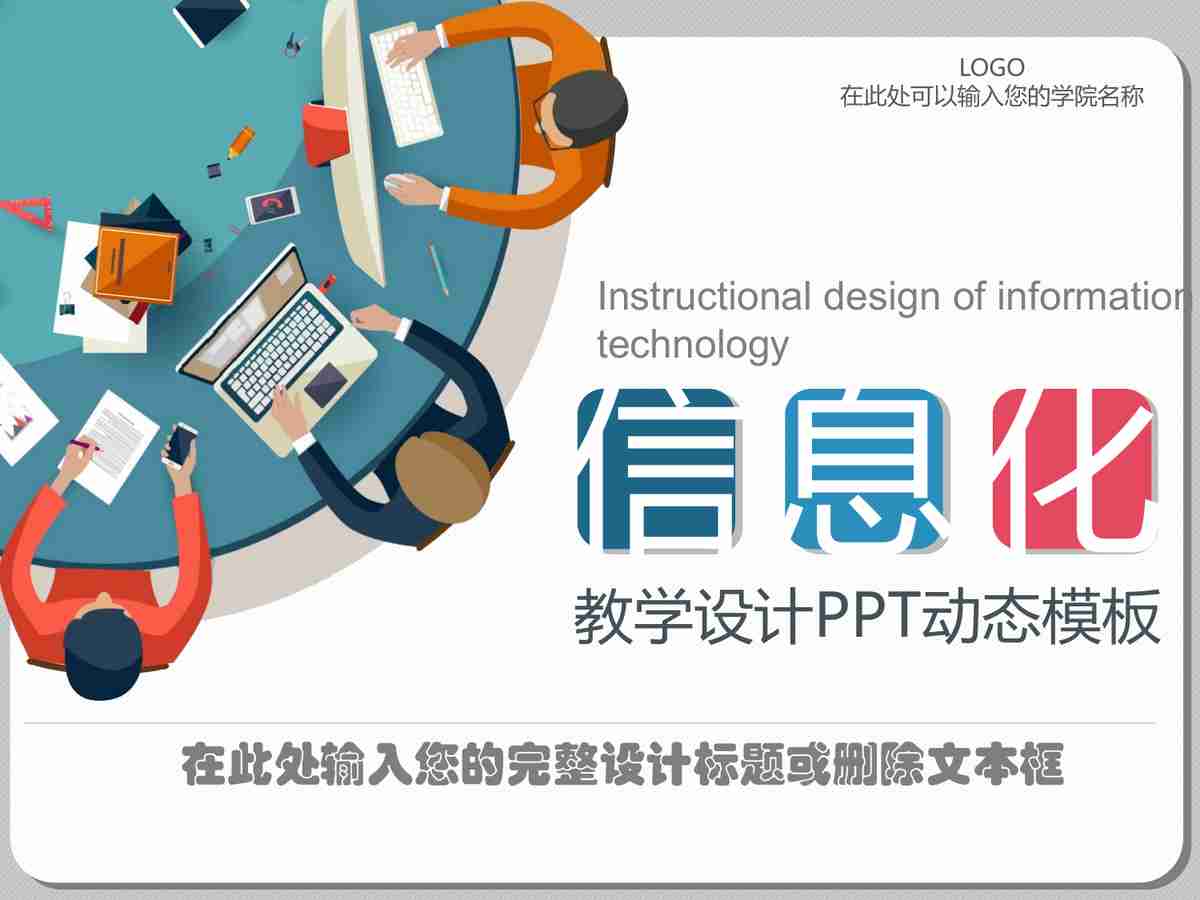 LOGO
在此处可以输入您的学院名称
Instructional design of information
technology
信息化
教学设计PPT动态模板
在此处输入您的完整设计标题或删除文本框